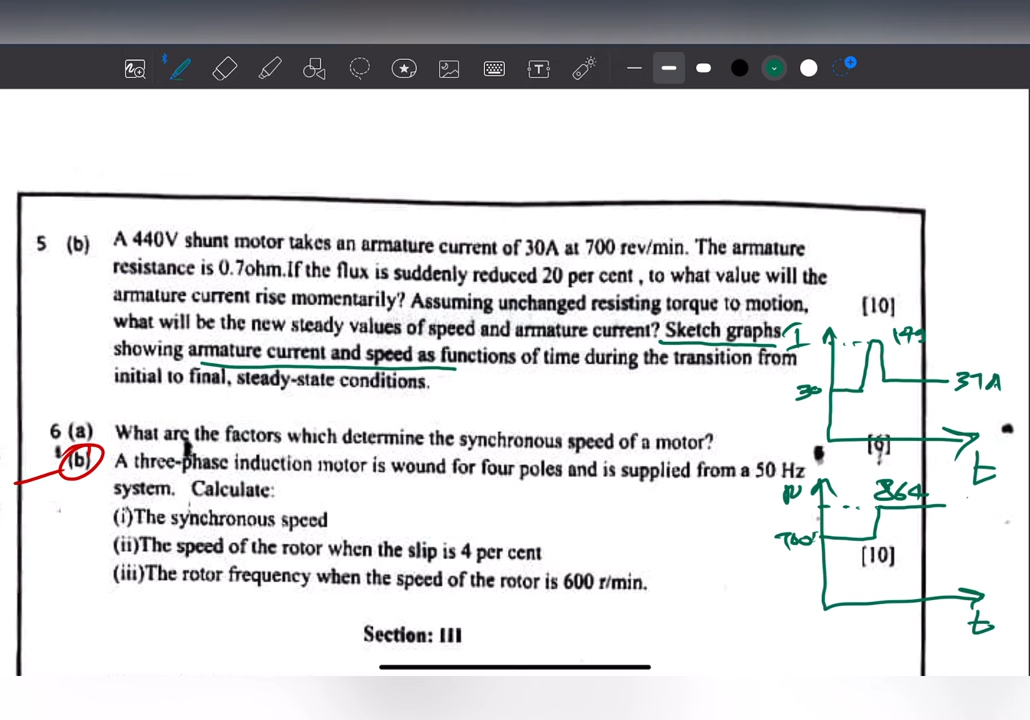 5 (b) A 440V shunt motor takes an armature current of 30A at 700 rev/min. The armature
resistance is 0.7ohm.If the flux is suddenly reduced 20 per cent , to what value will the
armature current rise momentarily? Assuming unchanged resisting torque to motion, [10]
what will be the new steady values of speed and armature current? Sketch graphs
showing armature current and speed as functions of time during the transition from
initial to final, steady-state conditions.
I
30
37A
t
6 (a) What are the factors which determine the synchronous speed of a motor? [6]
(b) A three-phase induction motor is wound for four poles and is supplied from a 50 Hz
system. Calculate:
(i)The synchronous speed
(ii)The speed of the rotor when the slip is 4 per cent [10]
(iii)The rotor frequency when the speed of the rotor is 600 r/min.
N
864
700
t
Section: III
T